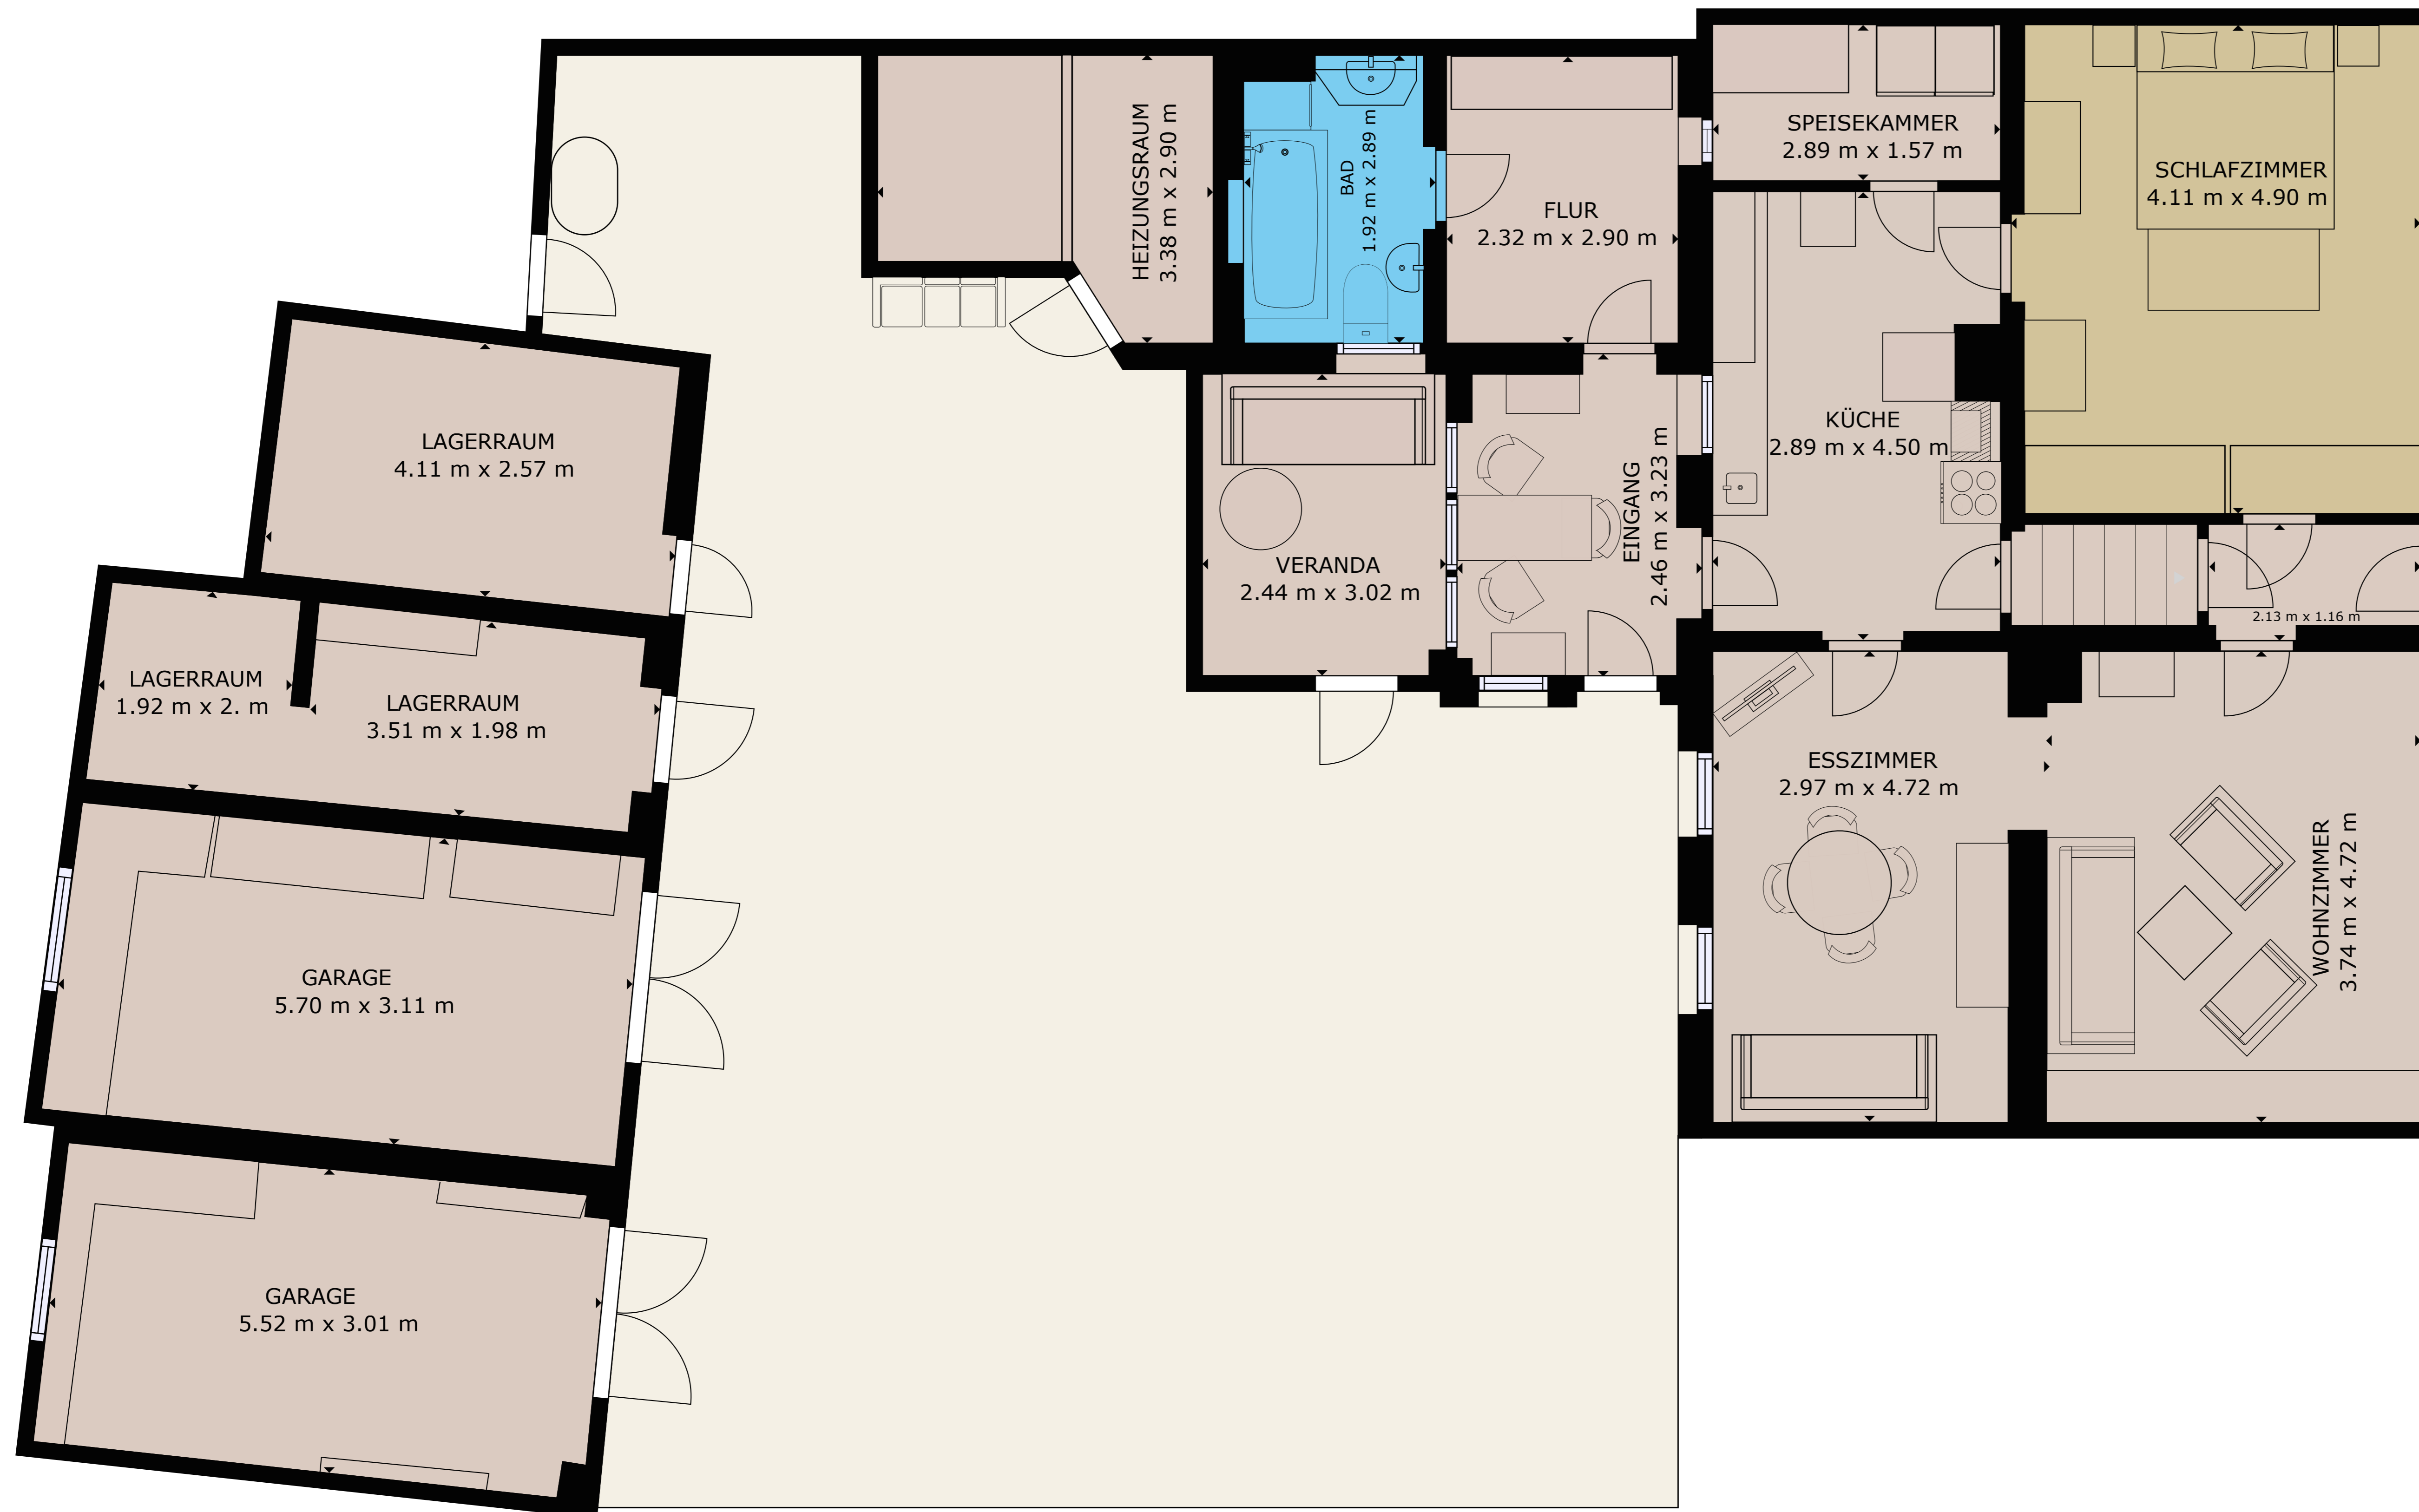 HEIZUNGSRAUM
3.38 m x 2.90 m
BAD
1.92 m x 2.89 m
FLUR
2.32 m x 2.90 m
SPEISEKAMMER
2.89 m x 1.57 m
SCHLAFZIMMER
4.11 m x 4.90 m
LAGERRAUM
4.11 m x 2.57 m
VERANDA
2.44 m x 3.02 m
EINGANG
2.46 m x 3.23 m
KÜCHE
2.89 m x 4.50 m
2.13 m x 1.16 m
LAGERRAUM
1.92 m x 2. m
LAGERRAUM
3.51 m x 1.98 m
ESSZIMMER
2.97 m x 4.72 m
WOHNZIMMER
3.74 m x 4.72 m
GARAGE
5.70 m x 3.11 m
GARAGE
5.52 m x 3.01 m